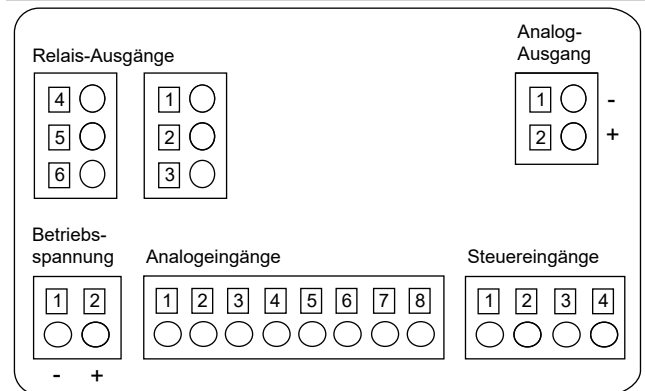 Relais-Ausgänge
4 1
5 2
6 3
Analog-
Ausgang
1 -
2 +
Betriebs-
spannung
1 2
- +
Analogeingänge
1 2 3 4 5 6 7 8
Steuereingänge
1 2 3 4